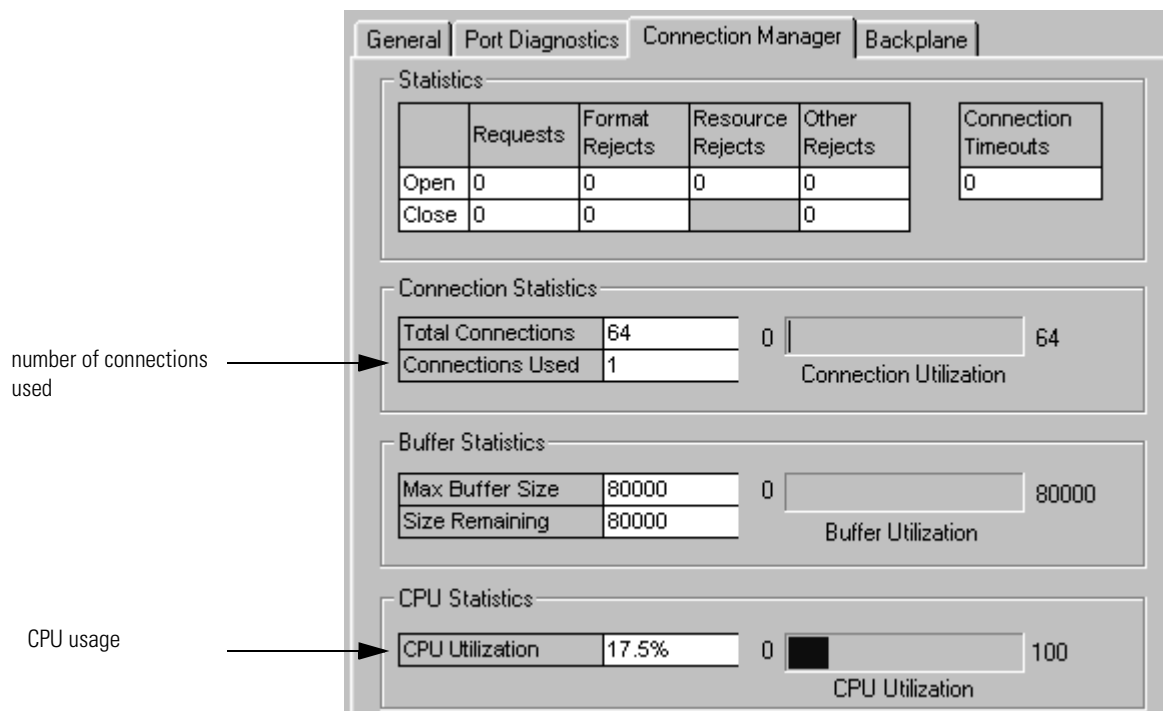 General Port Diagnostics Connection Manager Backplane
Statistics
Requests Format Rejects Resource Rejects Other Rejects Connection Timeouts
Open 0 0 0 0 0
Close 0 0 0
Connection Statistics
Total Connections 64 0 64
number of connections used
Connections Used 1
Connection Utilization
Buffer Statistics
Max Buffer Size 80000 0 80000
Size Remaining 80000
Buffer Utilization
CPU Statistics
CPU usage
CPU Utilization 17.5% 0 100
CPU Utilization